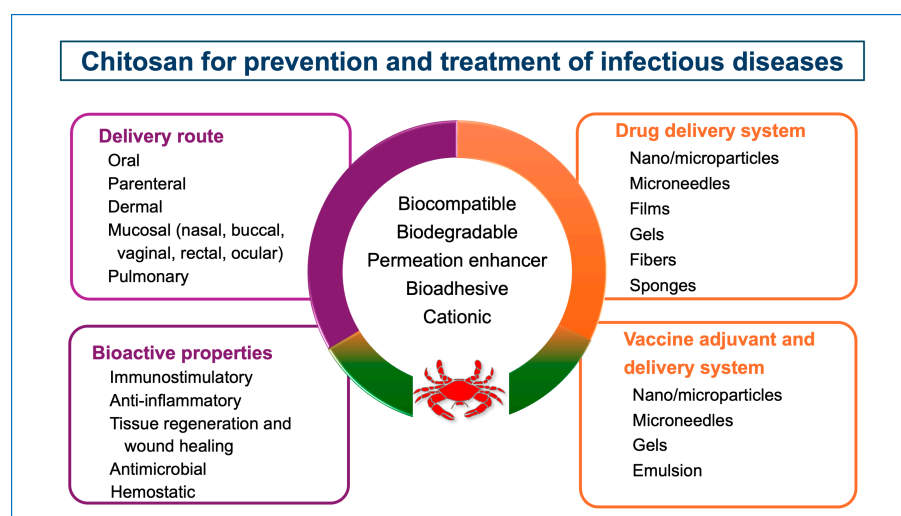 Chitosan for prevention and treatment of infectious diseases
Delivery route
Oral
Parenteral
Dermal
Mucosal (nasal, buccal,
vaginal, rectal, ocular)
Pulmonary
Bioactive properties
Immunostimulatory
Anti-inflammatory
Tissue regeneration and
wound healing
Antimicrobial
Hemostatic
Biocompatible
Biodegradable
Permeation enhancer
Bioadhesive
Cationic
Drug delivery system
Nano/microparticles
Microneedles
Films
Gels
Fibers
Sponges
Vaccine adjuvant and
delivery system
Nano/microparticles
Microneedles
Gels
Emulsion